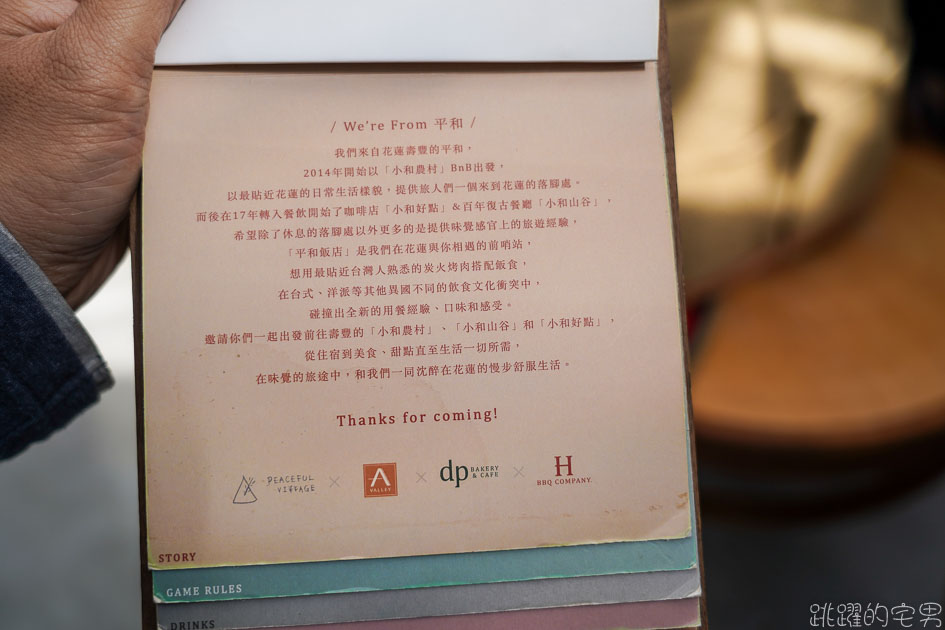 / We're From 平和 /
我們來自花蓮壽豐的平和，
2014年開始以「小和農村」BnB出發，
以最貼近花蓮的日常生活樣貌，提供旅人們一個來到花蓮的落腳處。
而後在17年轉入餐飲開始了咖啡店「小和好點」&百年復古餐廳「小和山谷」，
希望除了休息的落腳處以外更多的是提供味覺感官上的旅遊經驗，
「平和飯店」是我們在花蓮與你相遇的前哨站，
想用最貼近台灣人熟悉的炭火烤肉搭配飯食，
在台式、洋派等其他異國不同的飲食文化衝突中，
碰撞出全新的用餐經驗、口味和感受。
邀請你們一起出發前往壽豐的「小和農村」、「小和山谷」和「小和好點」，
從住宿到美食、甜點直至生活一切所需，
在味覺的旅途中，和我們一同沈醉在花蓮的慢步舒服生活。
Thanks for coming!
PEACEFUL VILLAGE × A VALLEY × dp BAKERY & CAFE × H BBQ COMPANY.
STORY
GAME RULES
DRINKS
跳躍的宅男